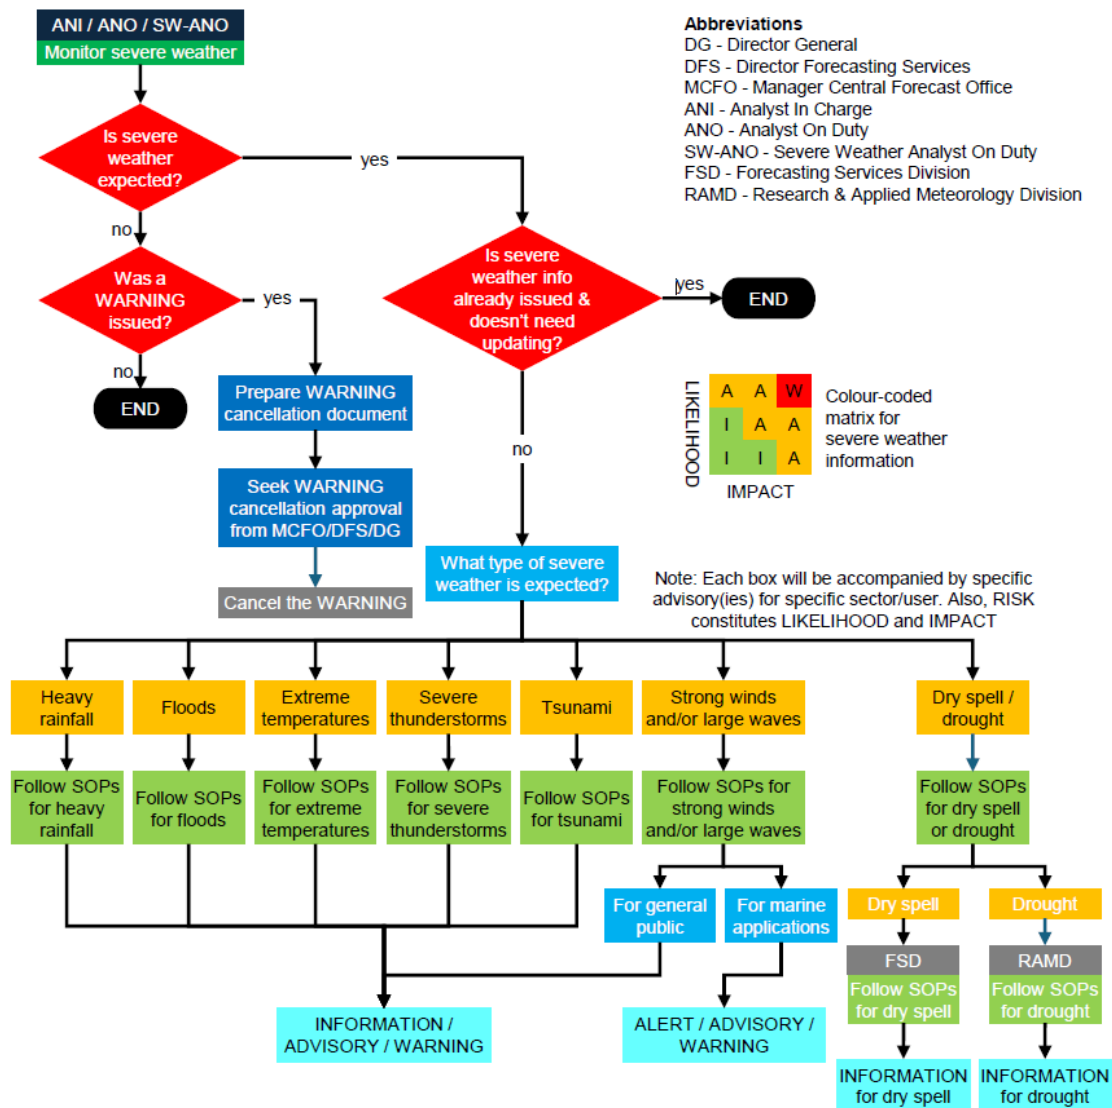 ANI / ANO / SW-ANO
Monitor severe weather
Abbreviations
DG - Director General
DFS - Director Forecasting Services
MCFO - Manager Central Forecast Office
ANI - Analyst In Charge
ANO - Analyst On Duty
SW-ANO - Severe Weather Analyst On Duty
FSD - Forecasting Services Division
RAMD - Research & Applied Meteorology Division
Is severe
weather
expected?
yes
no
Was a
WARNING
issued?
yes
no
END
Is severe
weather info
already issued &
doesn't need
updating?
yes
END
no
Prepare WARNING
cancellation document
Seek WARNING
cancellation approval
from MCFO/DFS/DG
Cancel the WARNING
LIKELIHOOD
A A W
I A A
I I A
IMPACT
Colour-coded
matrix for
severe weather
information
What type of severe
weather is expected?
Note: Each box will be accompanied by specific
advisory(ies) for specific sector/user. Also, RISK
constitutes LIKELIHOOD and IMPACT
Heavy
rainfall
Floods
Extreme
temperatures
Severe
thunderstorms
Tsunami
Strong winds
and/or large waves
Dry spell /
drought
Follow SOPs
for heavy
rainfall
Follow SOPs
for floods
Follow SOPs
for extreme
temperatures
Follow SOPs
for severe
thunderstorms
Follow SOPs
for tsunami
Follow SOPs for
strong winds
and/or large waves
Follow SOPs
for dry spell
or drought
For general
public
For marine
applications
Dry spell
Drought
FSD
Follow SOPs
for dry spell
RAMD
Follow SOPs
for drought
INFORMATION /
ADVISORY / WARNING
ALERT / ADVISORY /
WARNING
INFORMATION
for dry spell
INFORMATION
for drought